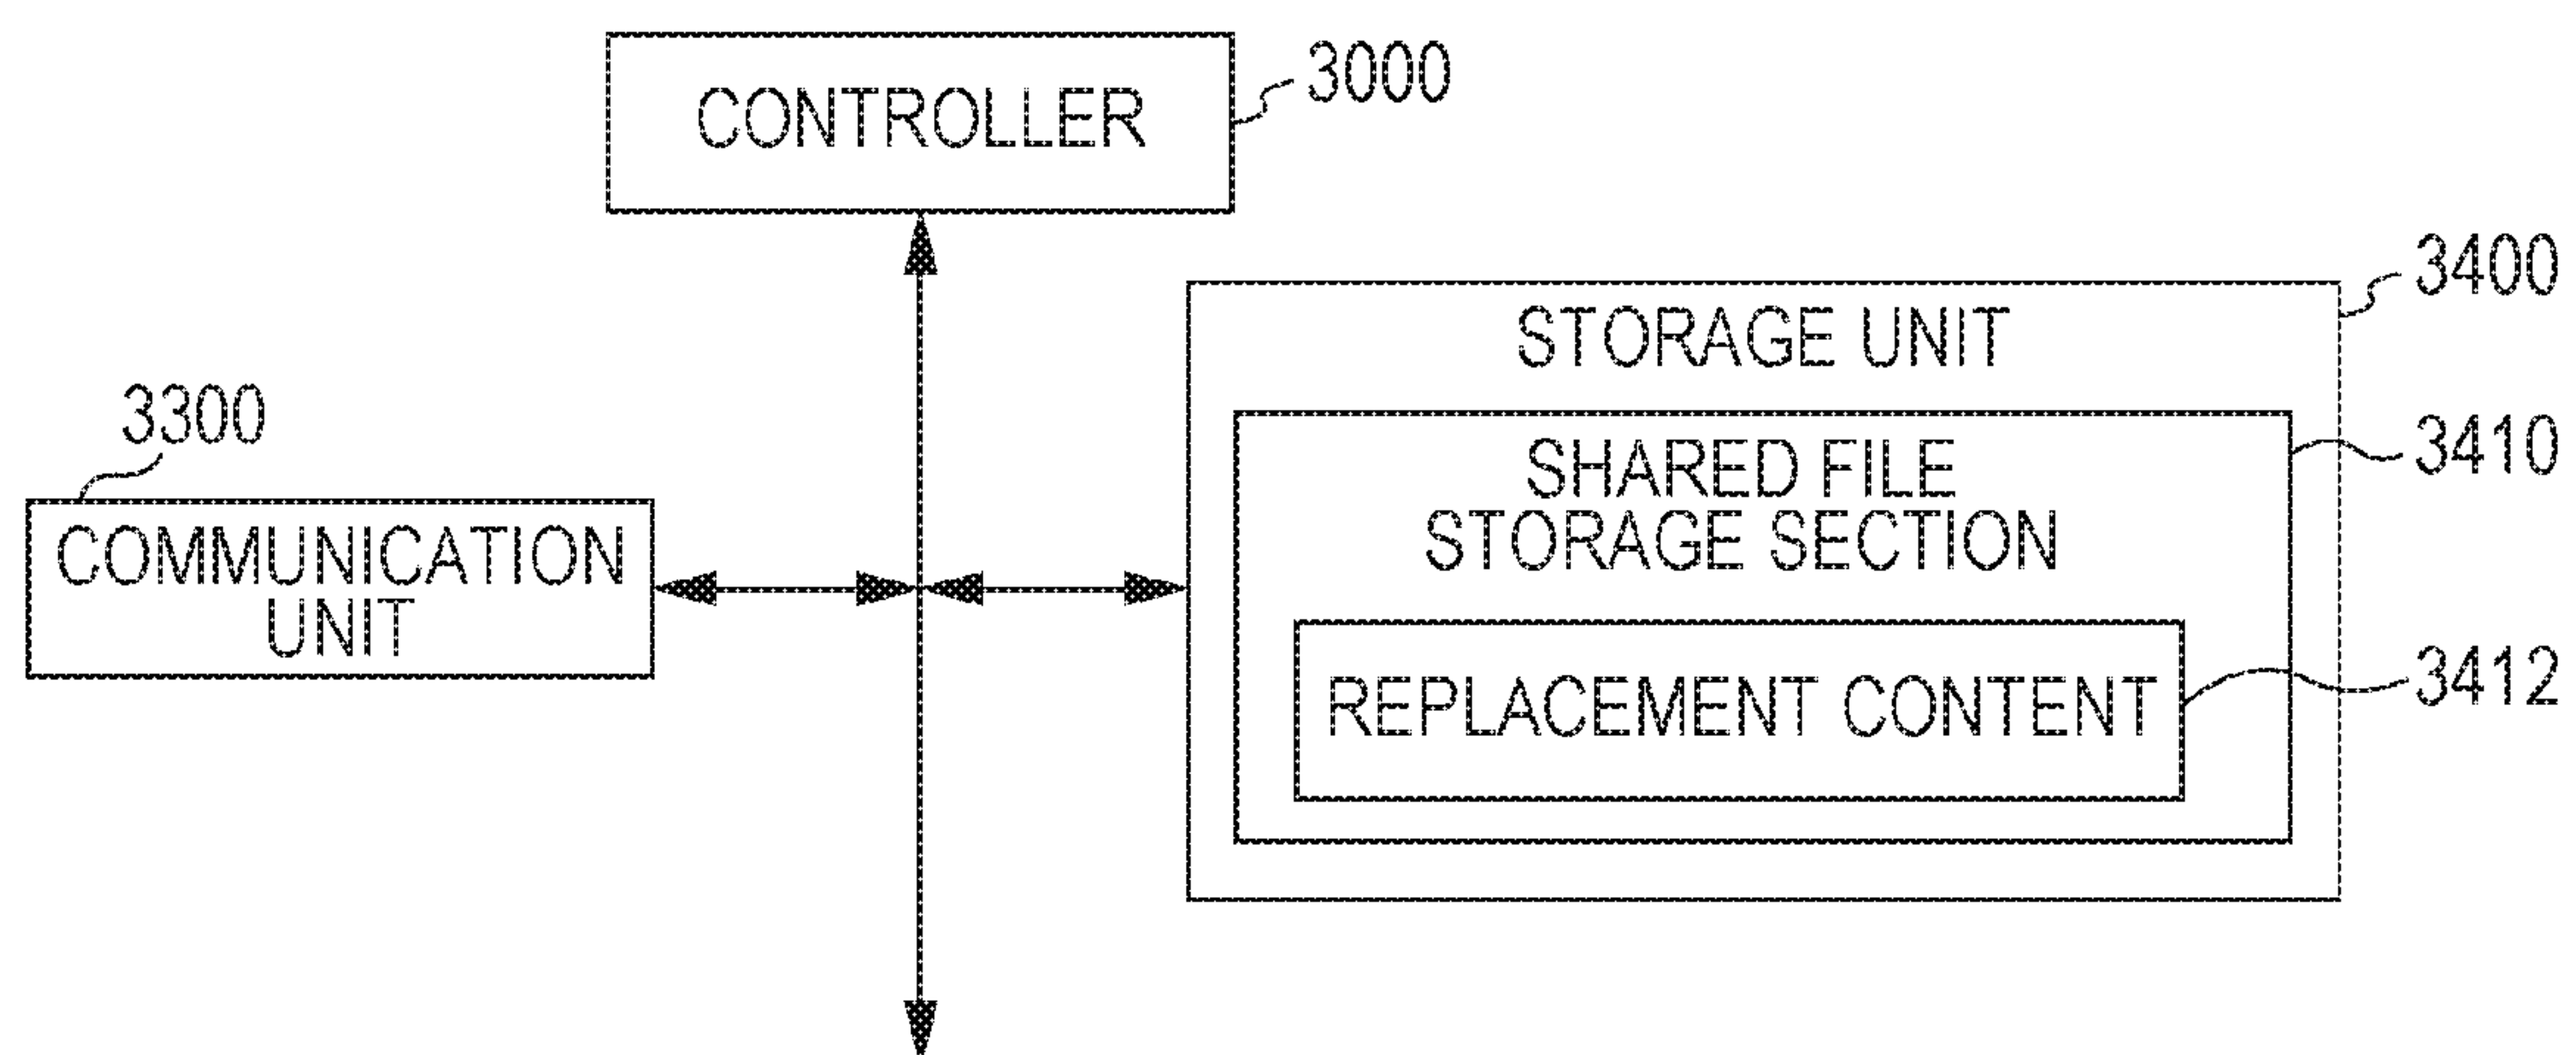 CONTROLLER
3000
3400
STORAGE UNIT
3300
3410
SHARED FILE
STORAGE SECTION
COMMUNICATION
UNIT
3412
REPLACEMENT CONTENT